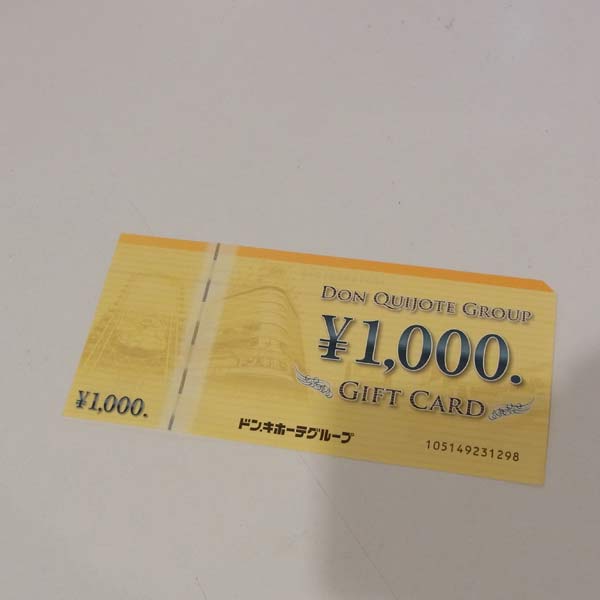 DON QUIJOTE GROUP
¥1,000.
GIFT CARD
¥1,000.
ドン.キホーテグループ
105149231298